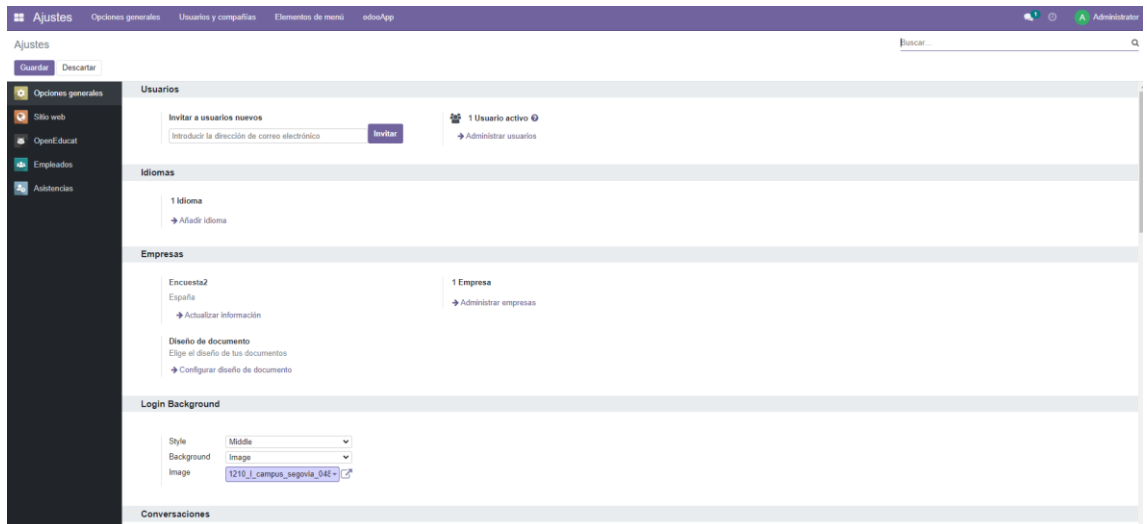 Ajustes Opciones generales Usuarios y compañías Elementos de menú odooApp 1 A Administrator
Ajustes Buscar...
Guardar Descartar
Opciones generales
Sitio web
OpenEducat
Empleados
Asistencias
Usuarios
Invitar a usuarios nuevos 1 Usuario activo
Introducir la dirección de correo electrónico Invitar Administrar usuarios
Idiomas
1 Idioma
Añadir idioma
Empresas
Encuesta2 1 Empresa
España Administrar empresas
Actualizar información
Diseño de documento
Elige el diseño de tus documentos
Configurar diseño de documento
Login Background
Style Middle
Background Image
Image 1210_I_campus_segovia_048
Conversaciones